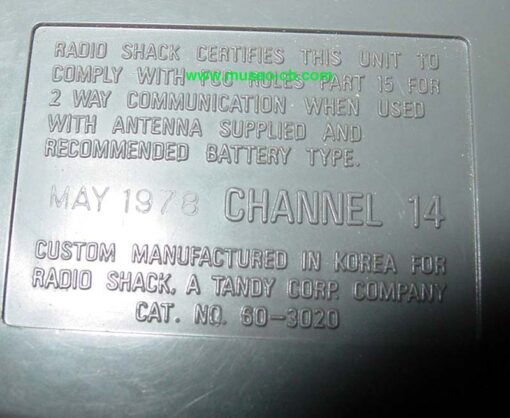 RADIO SHACK CERTIFIES THIS UNIT TO
COMPLY WITH FCC RULES PART 15 FOR
www.museo-cb.com
2 WAY COMMUNICATION WHEN USED
WITH ANTENNA SUPPLIED AND
RECOMMENDED BATTERY TYPE.
MAY 1978 CHANNEL 14
CUSTOM MANUFACTURED IN KOREA FOR
RADIO SHACK, A TANDY CORP. COMPANY
CAT. NO. 60-3020